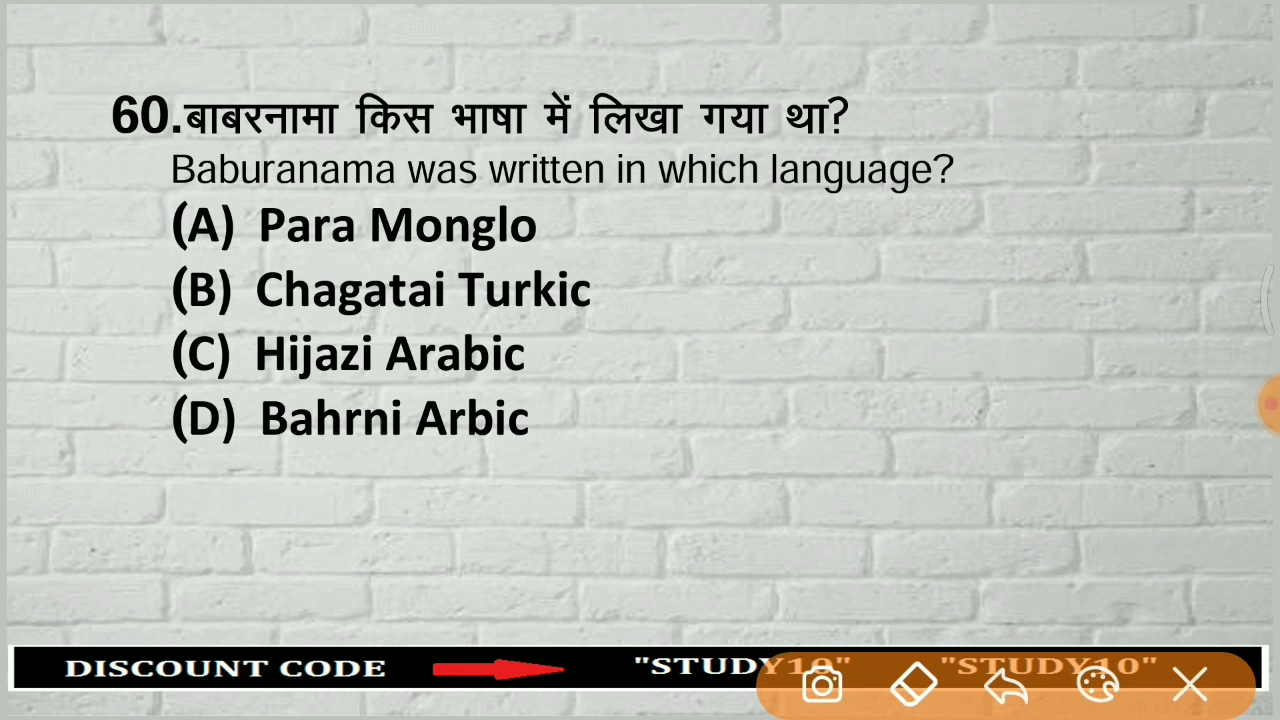 60.बाबरनामा किस भाषा में लिखा गया था?
Baburanama was written in which language?
(A) Para Monglo
(B) Chagatai Turkic
(C) Hijazi Arabic
(D) Bahrni Arbic
DISCOUNT CODE "STUDY10" "STUDY10"